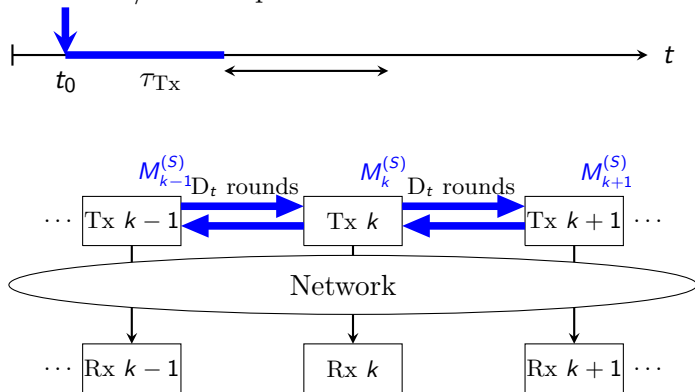 t₀ τ_Tx t
M_{k−1}^{(S)} M_k^{(S)} M_{k+1}^{(S)}
D_t rounds D_t rounds
··· Tx k − 1 Tx k Tx k + 1 ···
Network
··· Rx k − 1 Rx k Rx k + 1 ···